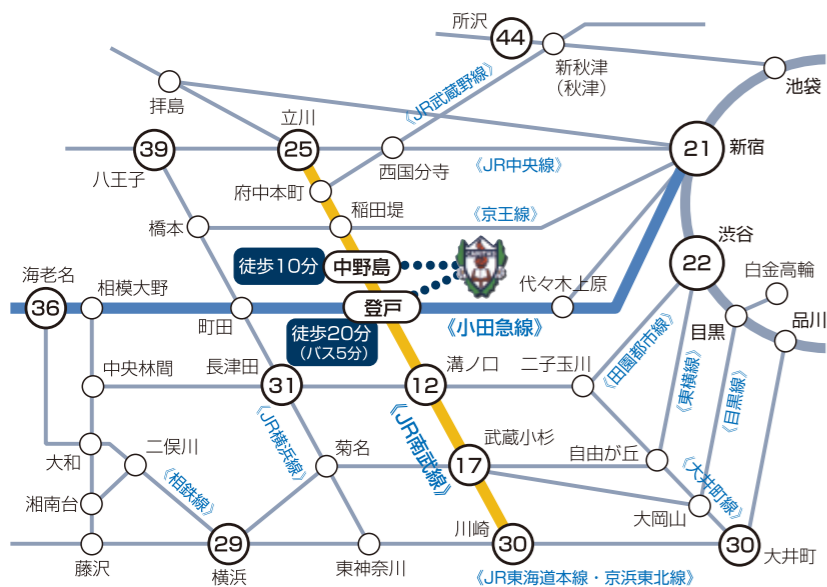 所沢
44
新秋津
(秋津)
池袋
拝島
《JR武蔵野線》
立川
39
25
21
新宿
八王子
西国分寺
《JR中央線》
府中本町
稲田堤
《京王線》
橋本
渋谷
22
徒歩10分
中野島
白金高輪
海老名
36
相模大野
代々木上原
登戸
品川
町田
《小田急線》
目黒
徒歩20分
(バス5分)
《田園都市線》
《東横線》
《目黒線》
中央林間
長津田
31
12
溝ノ口
二子玉川
《JR横浜線》
《JR南武線》
大和
二俣川
菊名
武蔵小杉
17
自由が丘
《相鉄線》
《大井町線》
湘南台
大岡山
川崎
藤沢
29
横浜
東神奈川
30
30
大井町
《JR東海道本線・京浜東北線》